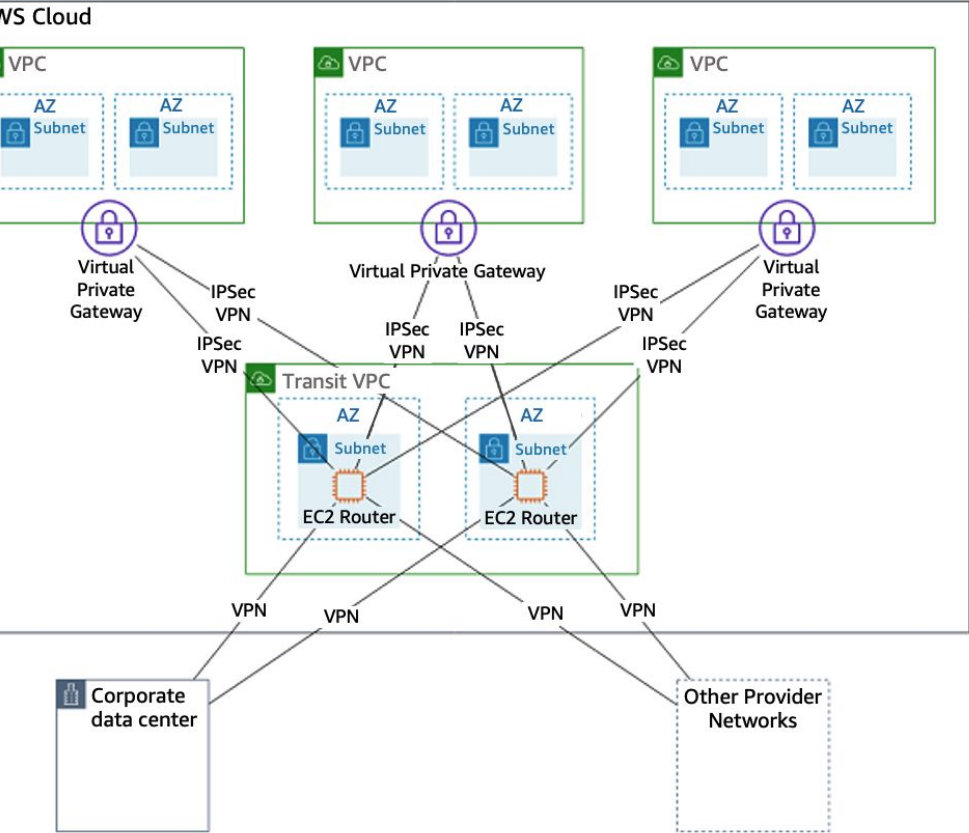 WS Cloud
VPC
VPC
VPC
AZ
AZ
AZ
AZ
AZ
AZ
Subnet
Subnet
Subnet
Subnet
Subnet
Subnet
Virtual
Private
Gateway
Virtual Private Gateway
Virtual
Private
Gateway
IPSec
VPN
IPSec
VPN
IPSec
VPN
IPSec
VPN
IPSec
VPN
IPSec
VPN
Transit VPC
AZ
AZ
Subnet
Subnet
EC2 Router
EC2 Router
VPN
VPN
VPN
VPN
Corporate
data center
Other Provider
Networks